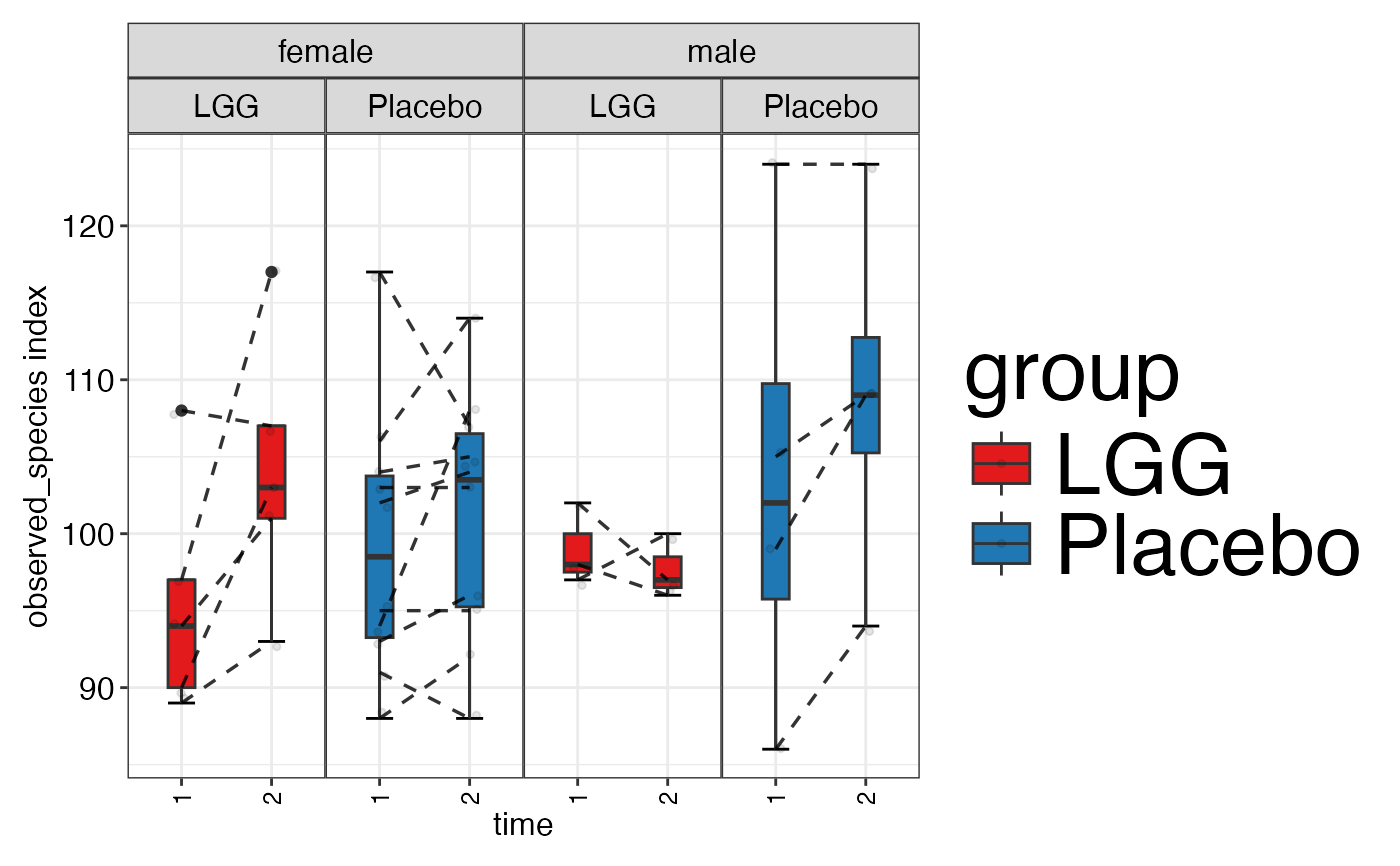 female male
LGG Placebo LGG Placebo
120
110
100
90
observed_species index
1 2 1 2 1 2 1 2
time
group
LGG
Placebo